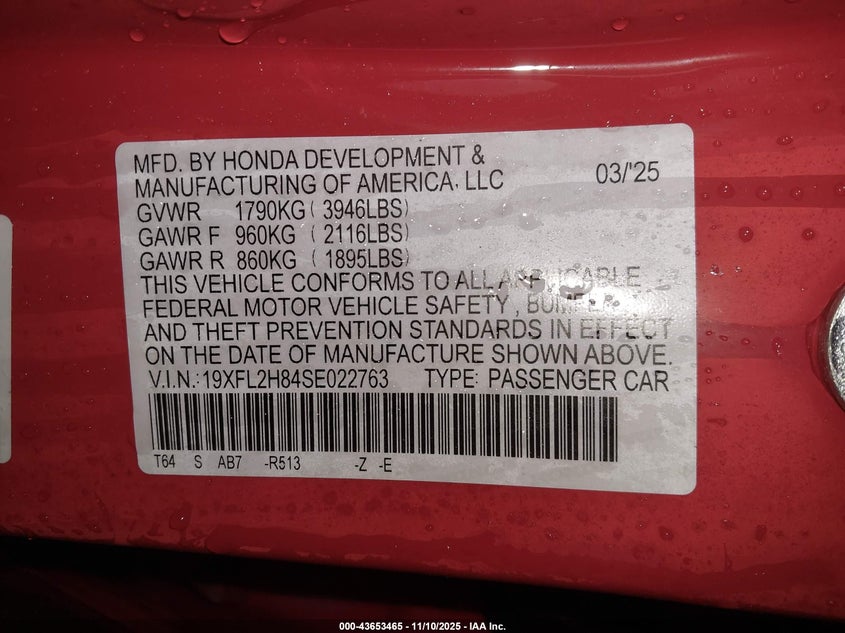 MFD. BY HONDA DEVELOPMENT &
MANUFACTURING OF AMERICA, LLC 03/'25
GVWR 1790KG ( 3946LBS)
GAWR F 960KG ( 2116LBS)
GAWR R 860KG ( 1895LBS)
THIS VEHICLE CONFORMS TO ALL APPLICABLE
FEDERAL MOTOR VEHICLE SAFETY , BUMPER
AND THEFT PREVENTION STANDARDS IN EFFECT
ON THE DATE OF MANUFACTURE SHOWN ABOVE.
V.I.N.:19XFL2H84SE022763 TYPE: PASSENGER CAR
T64 S AB7 -R513 -Z -E
000-43653465 - 11/10/2025 - IAA Inc.